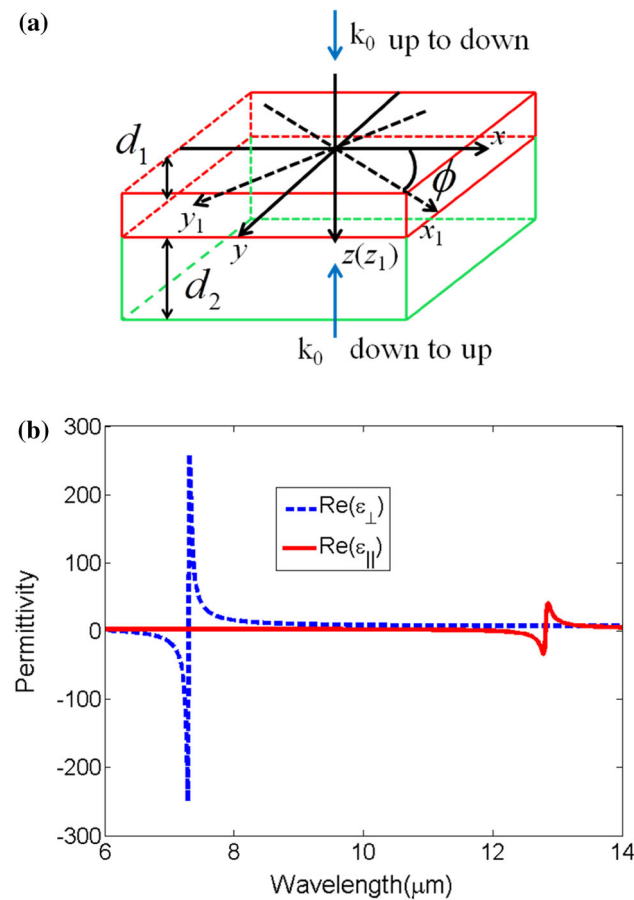 (a)
k₀ up to down
d₁
x
ϕ
y₁
x₁
y
z(z₁)
d₂
k₀ down to up
(b)
300
200
100
0
-100
-200
-300
Permittivity
Re(ε⊥)
Re(ε||)
6 8 10 12 14
Wavelength(μm)